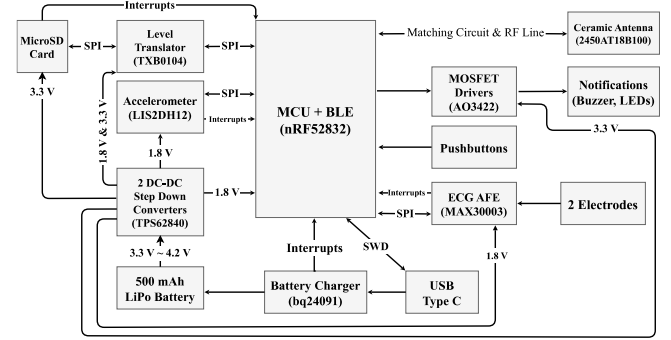 Interrupts
MicroSD
Card
SPI
Level
Translator
(TXB0104)
SPI
Matching Circuit & RF Line
Ceramic Antenna
(2450AT18B100)
3.3 V
1.8 V & 3.3 V
Accelerometer
(LIS2DH12)
SPI
Interrupts
MCU + BLE
(nRF52832)
MOSFET
Drivers
(AO3422)
Notifications
(Buzzer, LEDs)
3.3 V
1.8 V
Pushbuttons
2 DC-DC
Step Down
Converters
(TPS62840)
1.8 V
Interrupts
SPI
ECG AFE
(MAX30003)
2 Electrodes
3.3 V ~ 4.2 V
Interrupts
SWD
1.8 V
500 mAh
LiPo Battery
Battery Charger
(bq24091)
USB
Type C